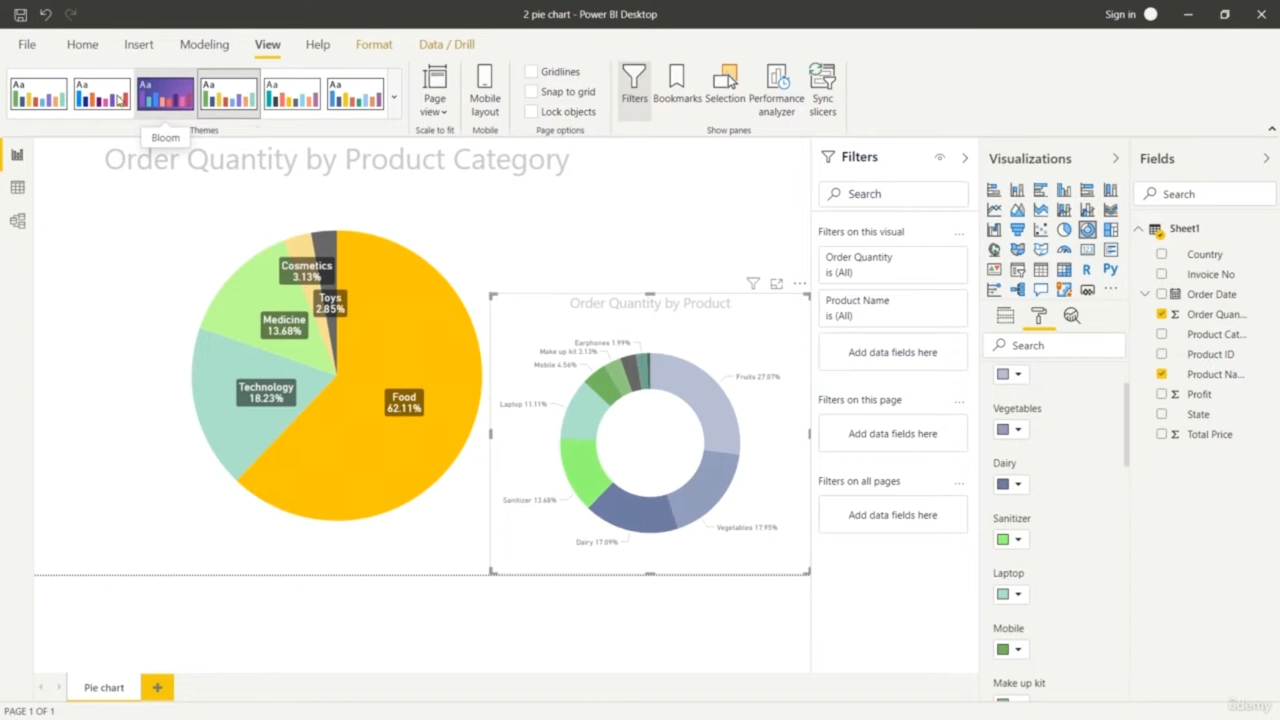 2 pie chart - Power BI Desktop
Sign in
File
Home
Insert
Modeling
View
Help
Format
Data / Drill
Aa
Aa
Aa
Aa
Aa
Aa
Bloom
Themes
Page
view
Scale to fit
Mobile
layout
Mobile
Gridlines
Snap to grid
Lock objects
Page options
Filters
Bookmarks
Selection
Performance
analyzer
Sync
slicers
Show panes
Order Quantity by Product Category
Cosmetics
3.13%
Toys
2.85%
Medicine
13.68%
Technology
18.23%
Food
62.11%
Order Quantity by Product
Earphones 1.99%
Make up kit 3.13%
Mobile 4.56%
Laptop 11.11%
Sanitizer 13.68%
Dairy 17.09%
Vegetables 17.95%
Fruits 27.07%
Filters
Search
Filters on this visual
...
Order Quantity
is (All)
Product Name
is (All)
Add data fields here
Filters on this page
...
Add data fields here
Filters on all pages
...
Add data fields here
Visualizations
R
Py
...
Search
Vegetables
Dairy
Sanitizer
Laptop
Mobile
Make up kit
Fields
Search
Sheet1
Country
Invoice No
Order Date
Σ Order Quan...
Product Cat...
Product ID
Product Na...
Σ Profit
State
Σ Total Price
Pie chart
PAGE 1 OF 1
ûdemy